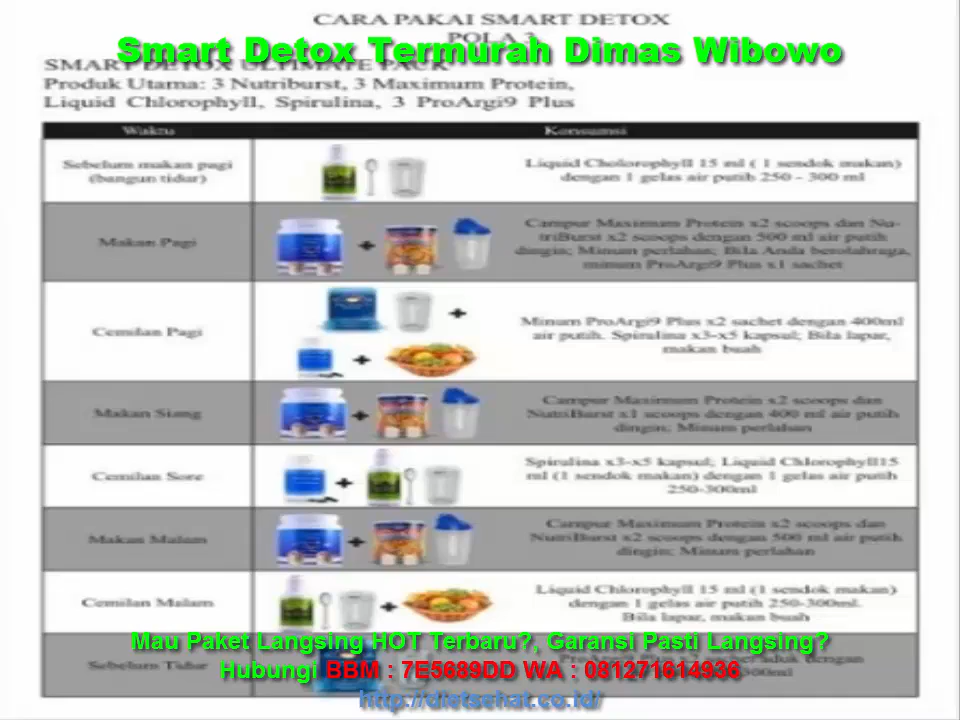 CARA PAKAI SMART DETOX
POLA 3
Smart Detox Termurah Dimas Wibowo
SMART DETOX ULTIMATE PACK
Produk Utama: 3 Nutriburst, 3 Maximum Protein,
Liquid Chlorophyll, Spirulina, 3 ProArgi9 Plus
Waktu Konsumsi
Sebelum makan pagi
(bangun tidur)
Liquid Cholorophyll 15 ml ( 1 sendok makan)
dengan 1 gelas air putih 250 - 300 ml
Makan Pagi
Campur Maximum Protein x2 scoops dan Nu-
triBurst x2 scoops dengan 500 ml air putih
dingin; Minum perlahan; Bila Anda berolahraga,
minum ProArgi9 Plus x1 sachet
Cemilan Pagi
Minum ProArgi9 Plus x2 sachet dengan 400ml
air putih. Spirulina x3-x5 kapsul; Bila lapar,
makan buah
Makan Siang
Campur Maximum Protein x2 scoops dan
NutriBurst x1 scoops dengan 400 ml air putih
dingin; Minum perlahan
Cemilan Sore
Spirulina x3-x5 kapsul; Liquid Chlorophyll15
ml (1 sendok makan) dengan 1 gelas air putih
250-300ml
Makan Malam
Campur Maximum Protein x2 scoops dan
NutriBurst x2 scoops dengan 500 ml air putih
dingin; Minum perlahan
Cemilan Malam
Liquid Chlorophyll 15 ml (1 sendok makan)
dengan 1 gelas air putih 250-300ml.
Bila lapar, makan buah
Mau Paket Langsing HOT Terbaru?, Garansi Pasti Langsing?
Sebelum Tidur
dengan
300ml
Hubungi BBM : 7E5689DD WA : 081271614936
http://dietsehat.co.id/